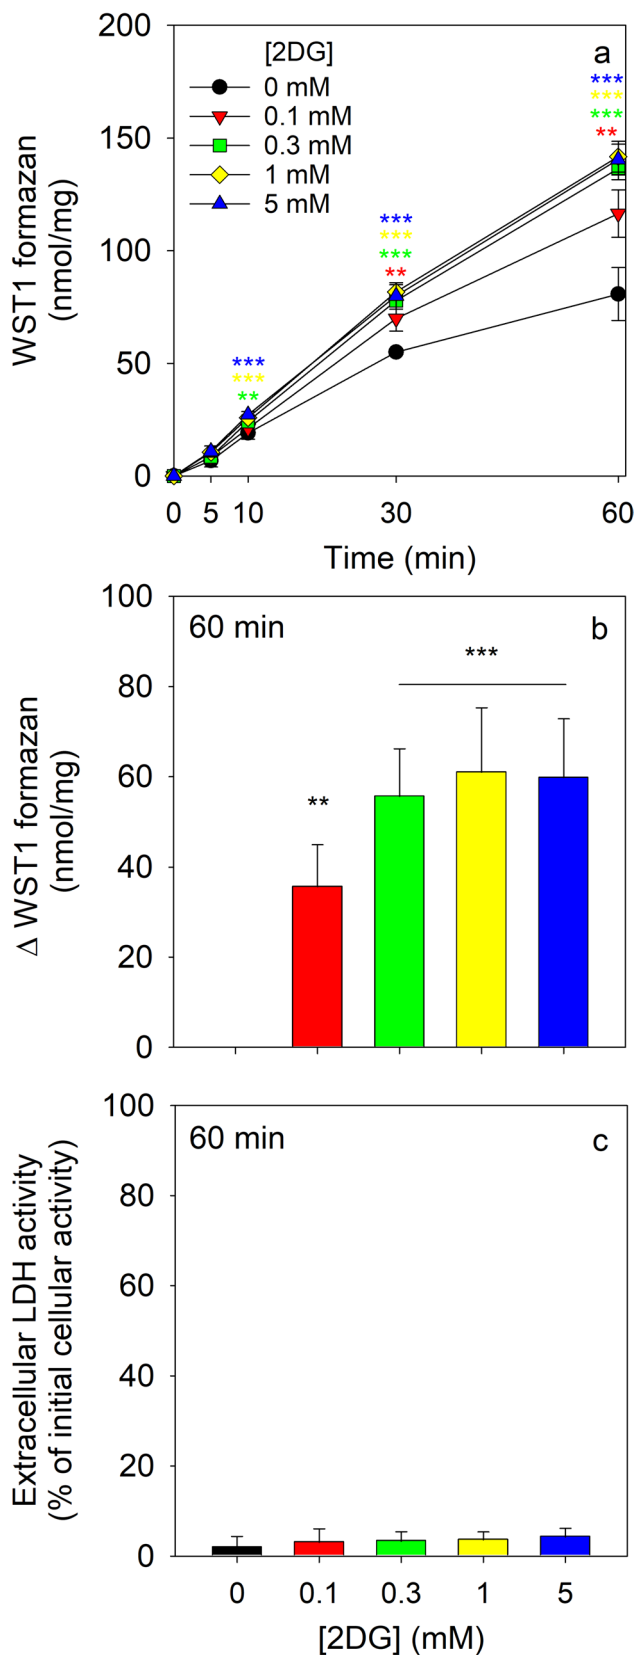 200
150
100
50
0
WST1 formazan
(nmol/mg)
a
[2DG]
0 mM
0.1 mM
0.3 mM
1 mM
5 mM
***
***
***
**
***
***
***
**
***
***
**
0 5 10 30 60
Time (min)
100
80
60
40
20
0
Δ WST1 formazan
(nmol/mg)
60 min b
***
**
100
80
60
40
20
0
Extracellular LDH activity
(% of initial cellular activity)
60 min c
0 0.1 0.3 1 5
[2DG] (mM)